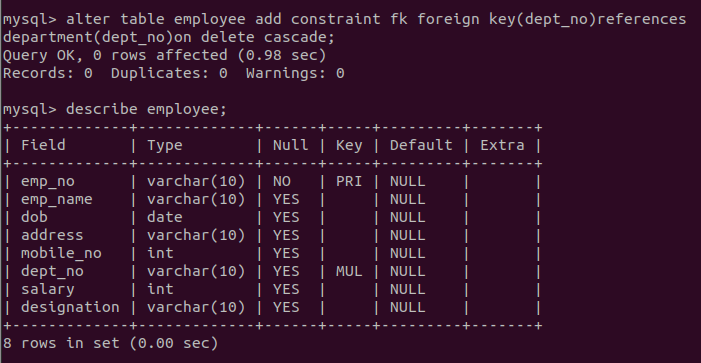 mysql> alter table employee add constraint fk foreign key(dept_no)references
department(dept_no)on delete cascade;
Query OK, 0 rows affected (0.98 sec)
Records: 0  Duplicates: 0  Warnings: 0

mysql> describe employee;
+-------------+-------------+------+-----+---------+-------+
| Field       | Type        | Null | Key | Default | Extra |
+-------------+-------------+------+-----+---------+-------+
| emp_no      | varchar(10) | NO   | PRI | NULL    |       |
| emp_name    | varchar(10) | YES  |     | NULL    |       |
| dob         | date        | YES  |     | NULL    |       |
| address     | varchar(10) | YES  |     | NULL    |       |
| mobile_no   | int         | YES  |     | NULL    |       |
| dept_no     | varchar(10) | YES  | MUL | NULL    |       |
| salary      | int         | YES  |     | NULL    |       |
| designation | varchar(10) | YES  |     | NULL    |       |
+-------------+-------------+------+-----+---------+-------+
8 rows in set (0.00 sec)